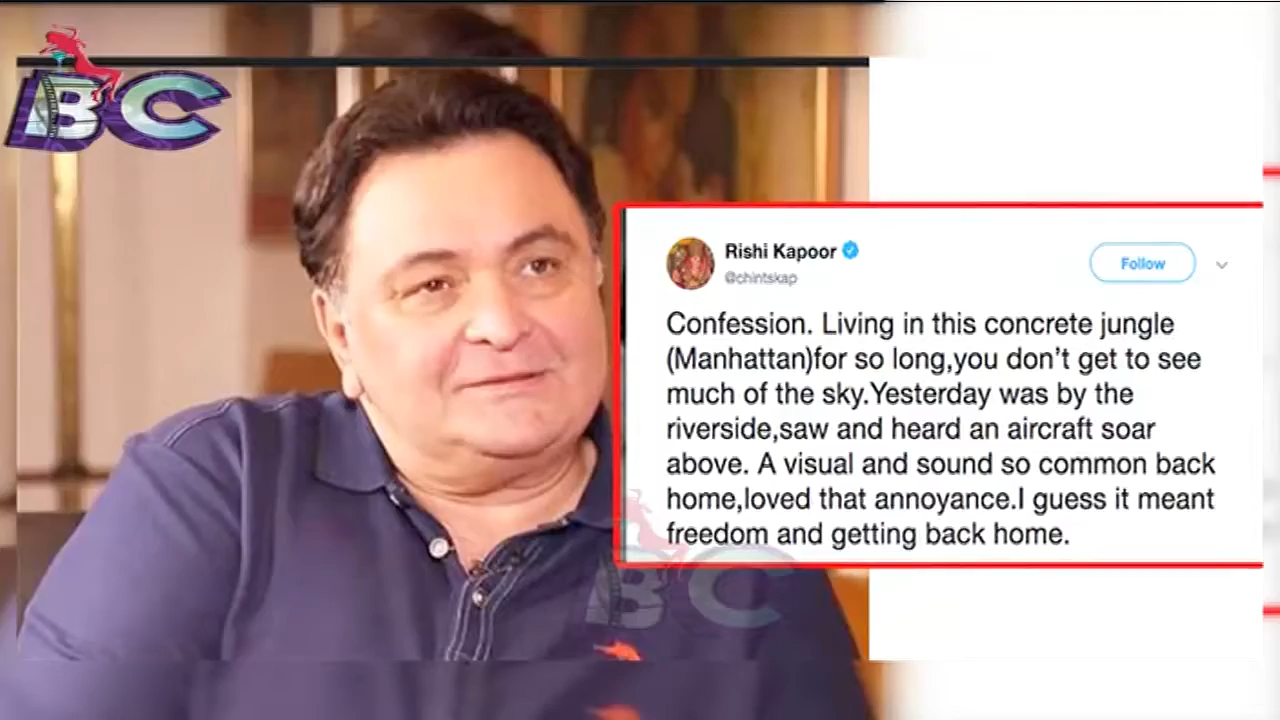 BC
Rishi Kapoor
@chintskap
Follow
Confession. Living in this concrete jungle
(Manhattan)for so long,you don't get to see
much of the sky.Yesterday was by the
riverside,saw and heard an aircraft soar
above. A visual and sound so common back
home,loved that annoyance.I guess it meant
freedom and getting back home.
BC